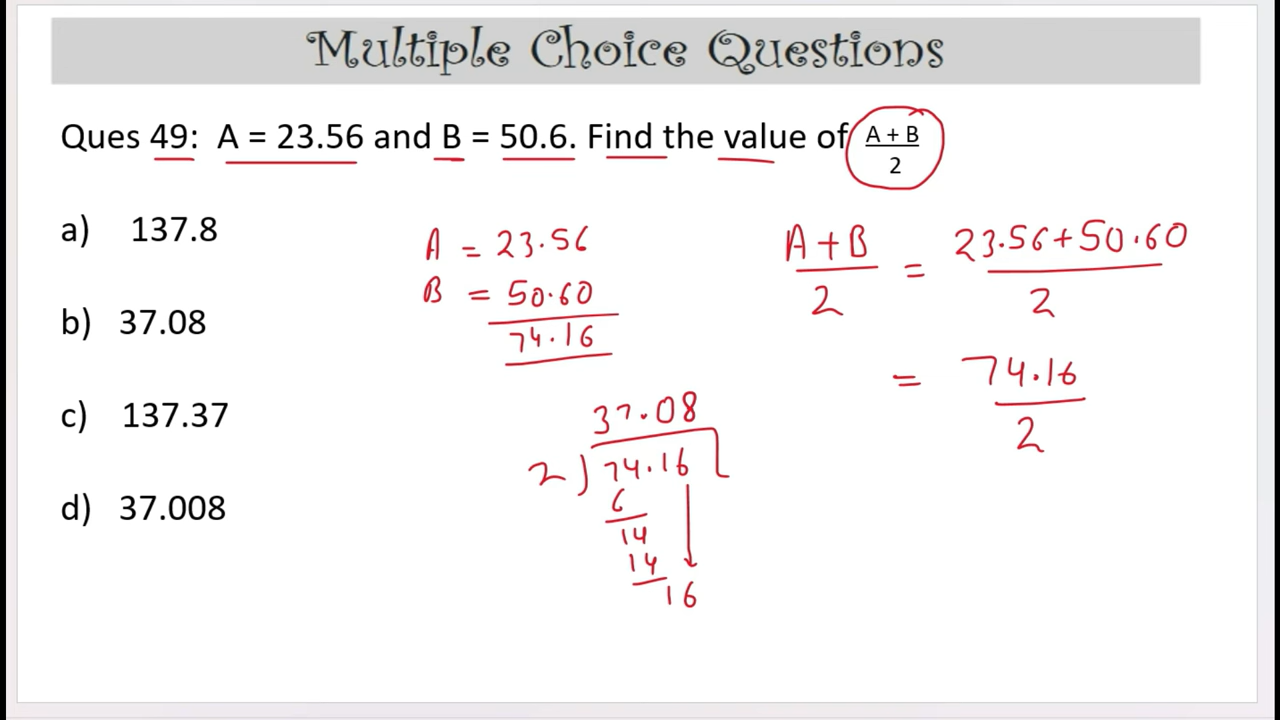 Multiple Choice Questions
Ques 49: A = 23.56 and B = 50.6. Find the value of A + B / 2
a) 137.8
b) 37.08
c) 137.37
d) 37.008
A = 23.56
B = 50.60
74.16
A + B / 2 = 23.56 + 50.60 / 2
= 74.16 / 2
37.08
2 ) 74.16
6
14
14
16